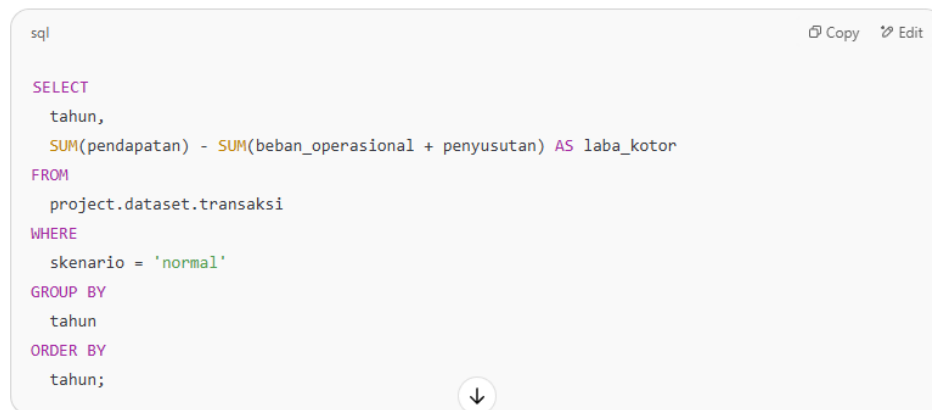 sql Copy Edit
SELECT
tahun,
SUM(pendapatan) - SUM(beban_operasional + penyusutan) AS laba_kotor
FROM
project.dataset.transaksi
WHERE
skenario = 'normal'
GROUP BY
tahun
ORDER BY
tahun;